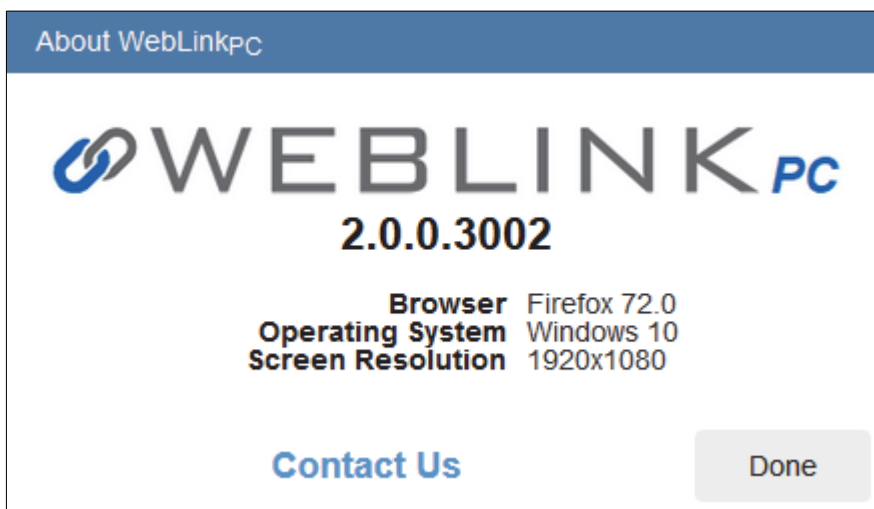 About WebLinkPC
WEBLINK PC
2.0.0.3002
Browser Firefox 72.0
Operating System Windows 10
Screen Resolution 1920x1080
Contact Us Done